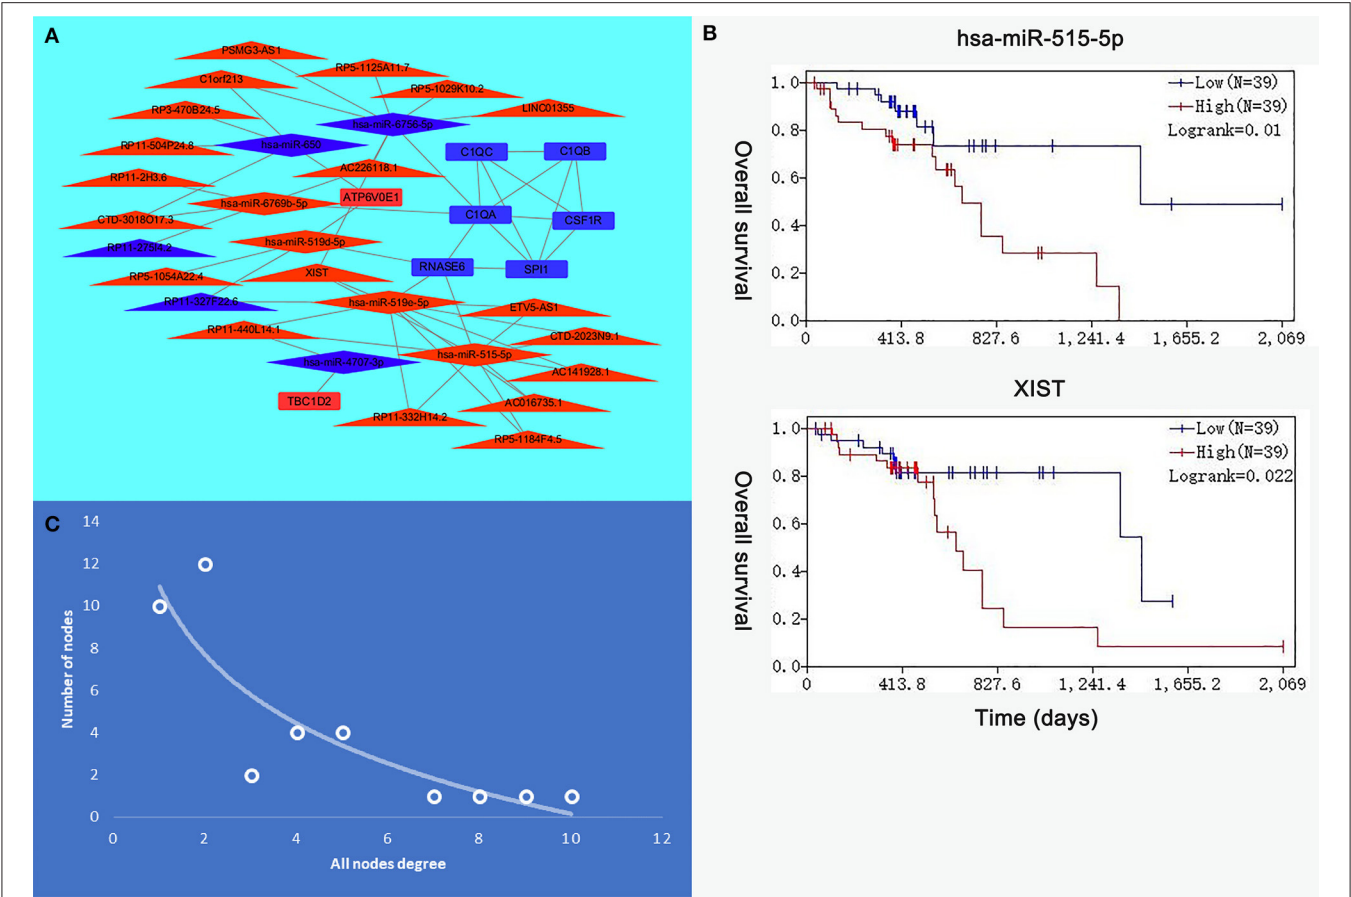 A
PSMG3-AS1
RP5-1125A11.7
C1orf213
RP5-1029K10.2
LINC01355
RP3-470B24.5
hsa-miR-6756-5p
RP11-504P24.8
hsa-miR-650
C1QC
C1QB
AC226118.1
RP11-2H3.6
ATP6V0E1
hsa-miR-6769b-5p
C1QA
CSF1R
CTD-3018O17.3
hsa-miR-519d-5p
RP11-275I4.2
RNASE6
SPI1
XIST
RP5-1054A22.4
RP11-327F22.6
hsa-miR-519e-5p
ETV5-AS1
RP11-440L14.1
CTD-2023N9.1
hsa-miR-515-5p
hsa-miR-4707-3p
AC141928.1
TBC1D2
AC016735.1
RP11-332H14.2
RP5-1184F4.5
B
hsa-miR-515-5p
Low(N=39)
High(N=39)
Logrank=0.01
Overall survival
1.0
0.8
0.6
0.4
0.2
0.0
0 413.8 827.6 1,241.4 1,655.2 2,069
XIST
Low(N=39)
High(N=39)
Logrank=0.022
Overall survival
1.0
0.8
0.6
0.4
0.2
0.0
0 413.8 827.6 1,241.4 1,655.2 2,069
Time (days)
C
Number of nodes
14
12
10
8
6
4
2
0
0 2 4 6 8 10 12
All nodes degree